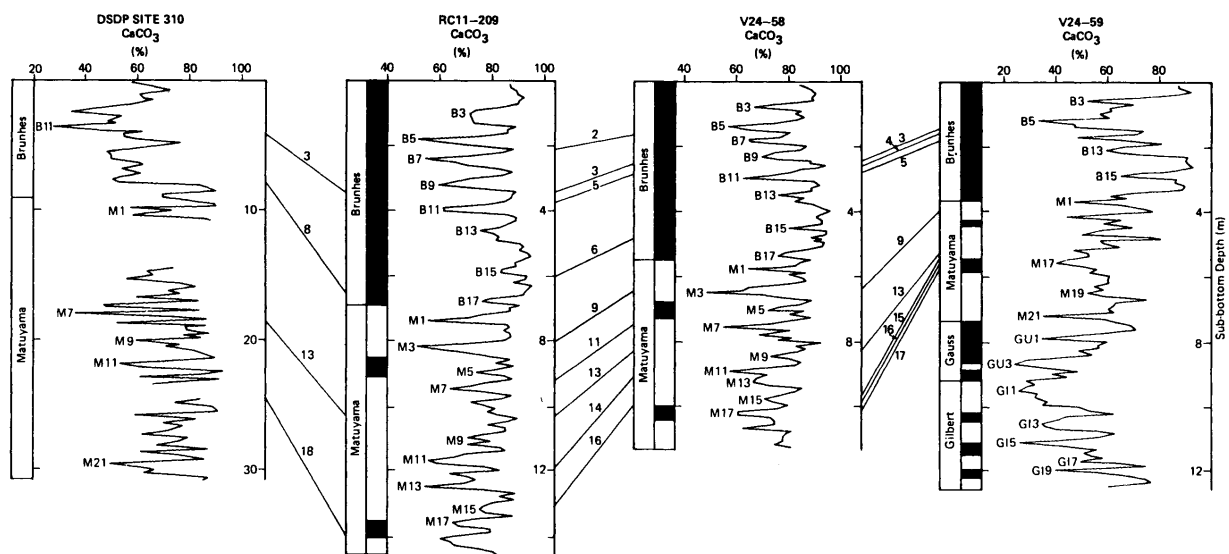 DSDP SITE 310
CaCO3
(%)
20 40 60 80 100
Brunhes
Matuyama
B11
M1
M7
M9
M11
M21
10
20
30
3
8
13
18
RC11–209
CaCO3
(%)
40 60 80 100
Brunhes
Matuyama
B3
B5
B7
B9
B11
B13
B15
B17
M1
M3
M5
M7
M9
M11
M13
M15
M17
4
8
12
2
3
5
6
9
11
13
14
16
V24–58
CaCO3
(%)
40 60 80 100
Brunhes
Matuyama
B3
B5
B7
B9
B11
B13
B15
B17
M1
M3
M5
M7
M9
M11
M13
M15
M17
4
8
4 3
5
9
13
15
16
17
V24–59
CaCO3
(%)
20 40 60 80
Brunhes
Matuyama
Gauss
Gilbert
B3
B5
B13
B15
M1
M17
M19
M21
GU1
GU3
GI1
GI3
GI5
GI7
GI9
4
8
12
Sub-bottom Depth (m)